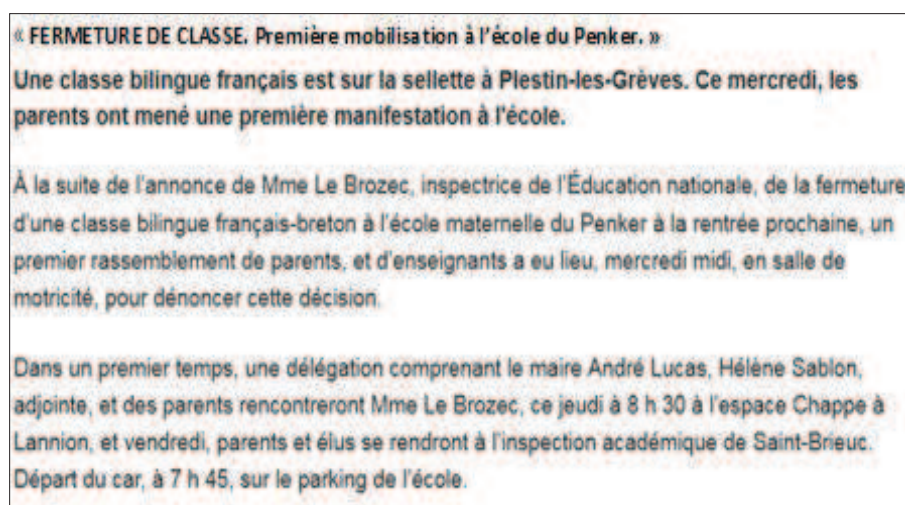 « FERMETURE DE CLASSE. Première mobilisation à l'école du Penker. »
Une classe bilingue français est sur la sellette à Plestin-les-Grèves. Ce mercredi, les
parents ont mené une première manifestation à l'école.
À la suite de l'annonce de Mme Le Brozec, inspectrice de l'Éducation nationale, de la fermeture
d'une classe bilingue français-breton à l'école maternelle du Penker à la rentrée prochaine, un
premier rassemblement de parents, et d'enseignants a eu lieu, mercredi midi, en salle de
motricité, pour dénoncer cette décision.
Dans un premier temps, une délégation comprenant le maire André Lucas, Hélène Sablon,
adjointe, et des parents rencontreront Mme Le Brozec, ce jeudi à 8 h 30 à l'espace Chappe à
Lannion, et vendredi, parents et élus se rendront à l'inspection académique de Saint-Brieuc.
Départ du car, à 7 h 45, sur le parking de l'école.